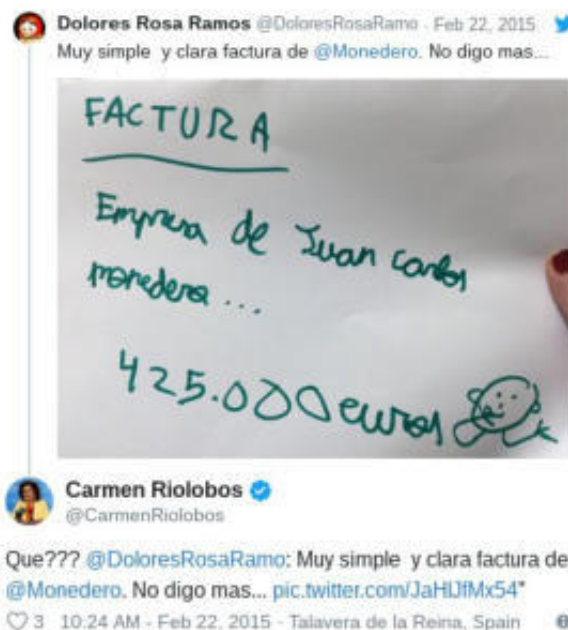 Dolores Rosa Ramos @DoloresRosaRamo · Feb 22, 2015
Muy simple y clara factura de @Monedero. No digo mas...
FACTURA
Empresa de Juan Carlos
monedero ...
425.000 euros
Carmen Riolobos
@CarmenRiolobos
Que??? @DoloresRosaRamo: Muy simple y clara factura de
@Monedero. No digo mas... pic.twitter.com/JaHlJfMx54"
3 10:24 AM - Feb 22, 2015 · Talavera de la Reina, Spain